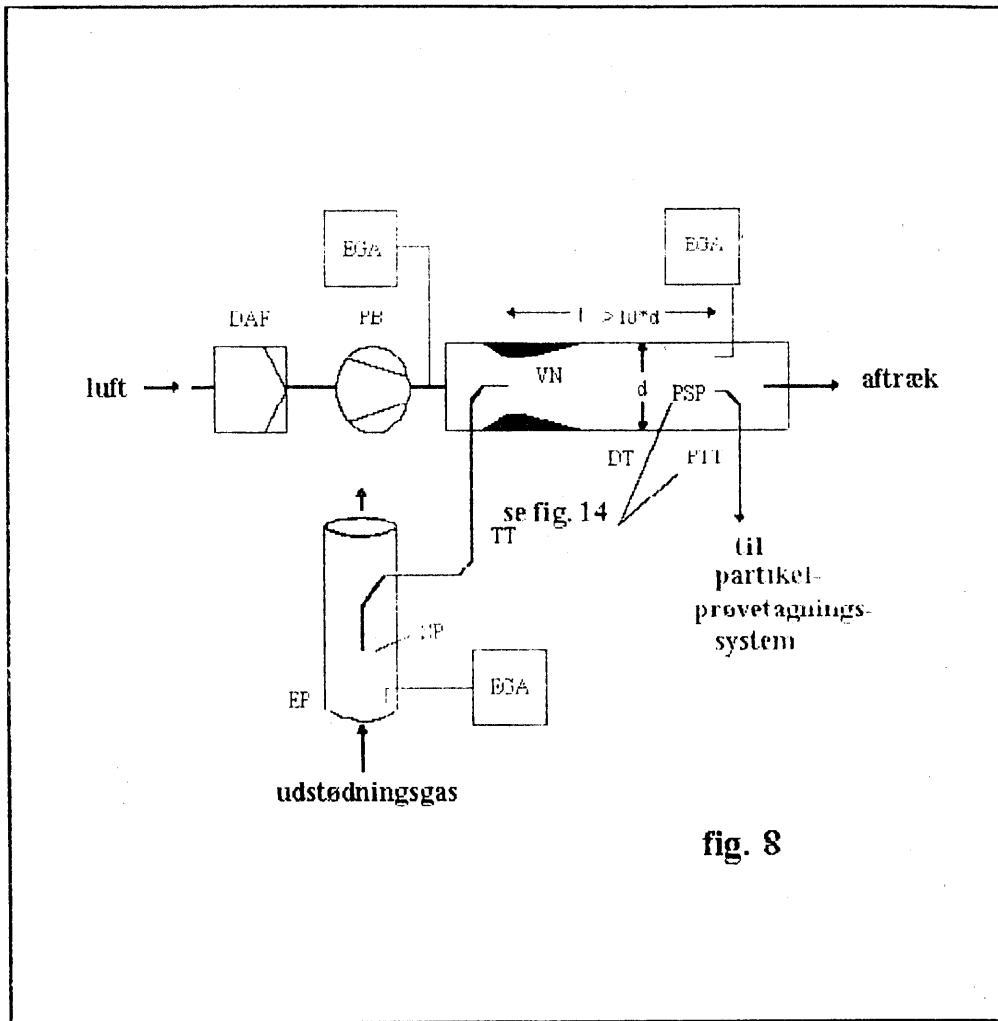 EGA
EGA
DAF
PB
l > 10*d
luft
VN
d
PSP
aftræk
DT
PTT
se fig. 14
TT
til
partikel-
prøvetagnings-
system
EGA
EP
udstødningsgas
fig. 8